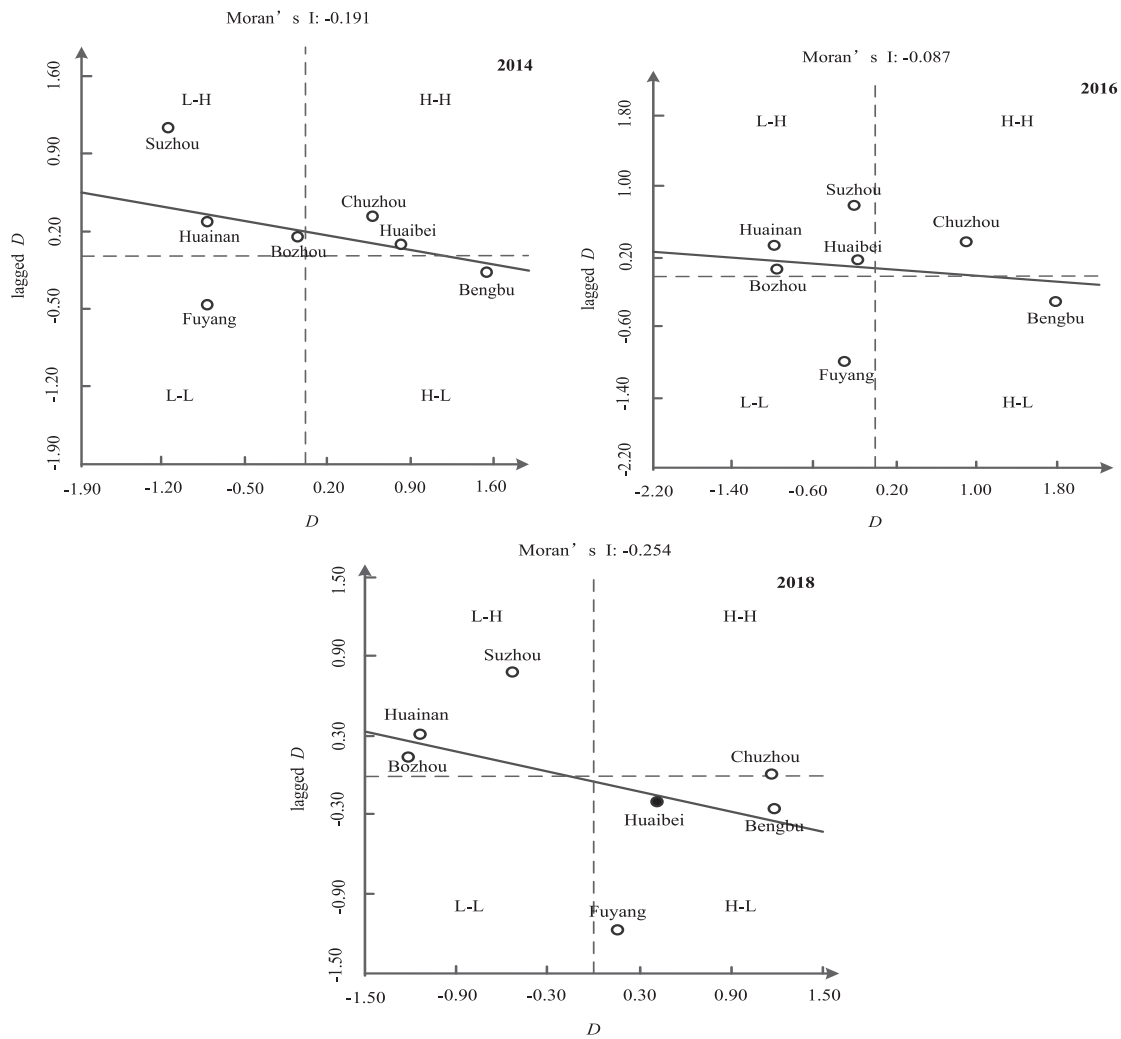 Moran’ s I: -0.191
2014
L-H
H-H
Suzhou
Chuzhou
Huainan
Huaibei
Bozhou
Bengbu
Fuyang
L-L
H-L
1.60
0.90
0.20
-0.50
-1.20
-1.90
lagged D
-1.90
-1.20
-0.50
0.20
0.90
1.60
D
Moran’ s I: -0.087
2016
L-H
H-H
Suzhou
Chuzhou
Huainan
Huaibei
Bozhou
Bengbu
Fuyang
L-L
H-L
1.80
1.00
0.20
-0.60
-1.40
-2.20
lagged D
-2.20
-1.40
-0.60
0.20
1.00
1.80
D
Moran’ s I: -0.254
2018
L-H
H-H
Suzhou
Huainan
Bozhou
Chuzhou
Huaibei
Bengbu
L-L
Fuyang
H-L
1.50
0.90
0.30
-0.30
-0.90
-1.50
lagged D
-1.50
-0.90
-0.30
0.30
0.90
1.50
D